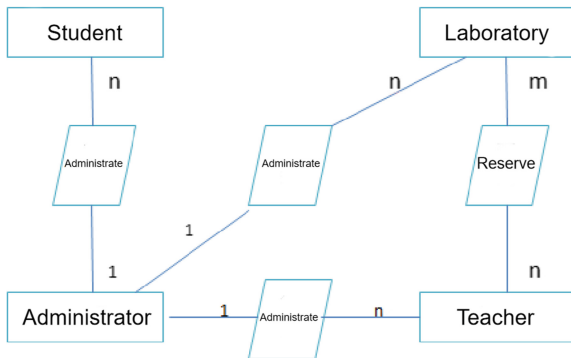 Student
Laboratory
n
n
m
Administrate
Administrate
Reserve
1
1
n
Administrator
1
Administrate
n
Teacher